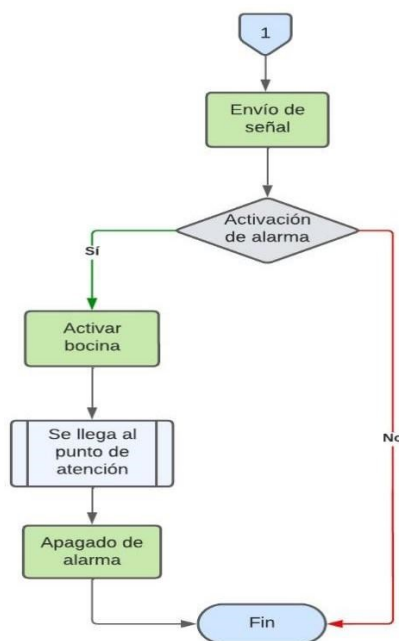 1
Envío de
señal
Activación
de alarma
Sí
Activar
bocina
Se llega al
punto de
atención
No
Apagado de
alarma
Fin